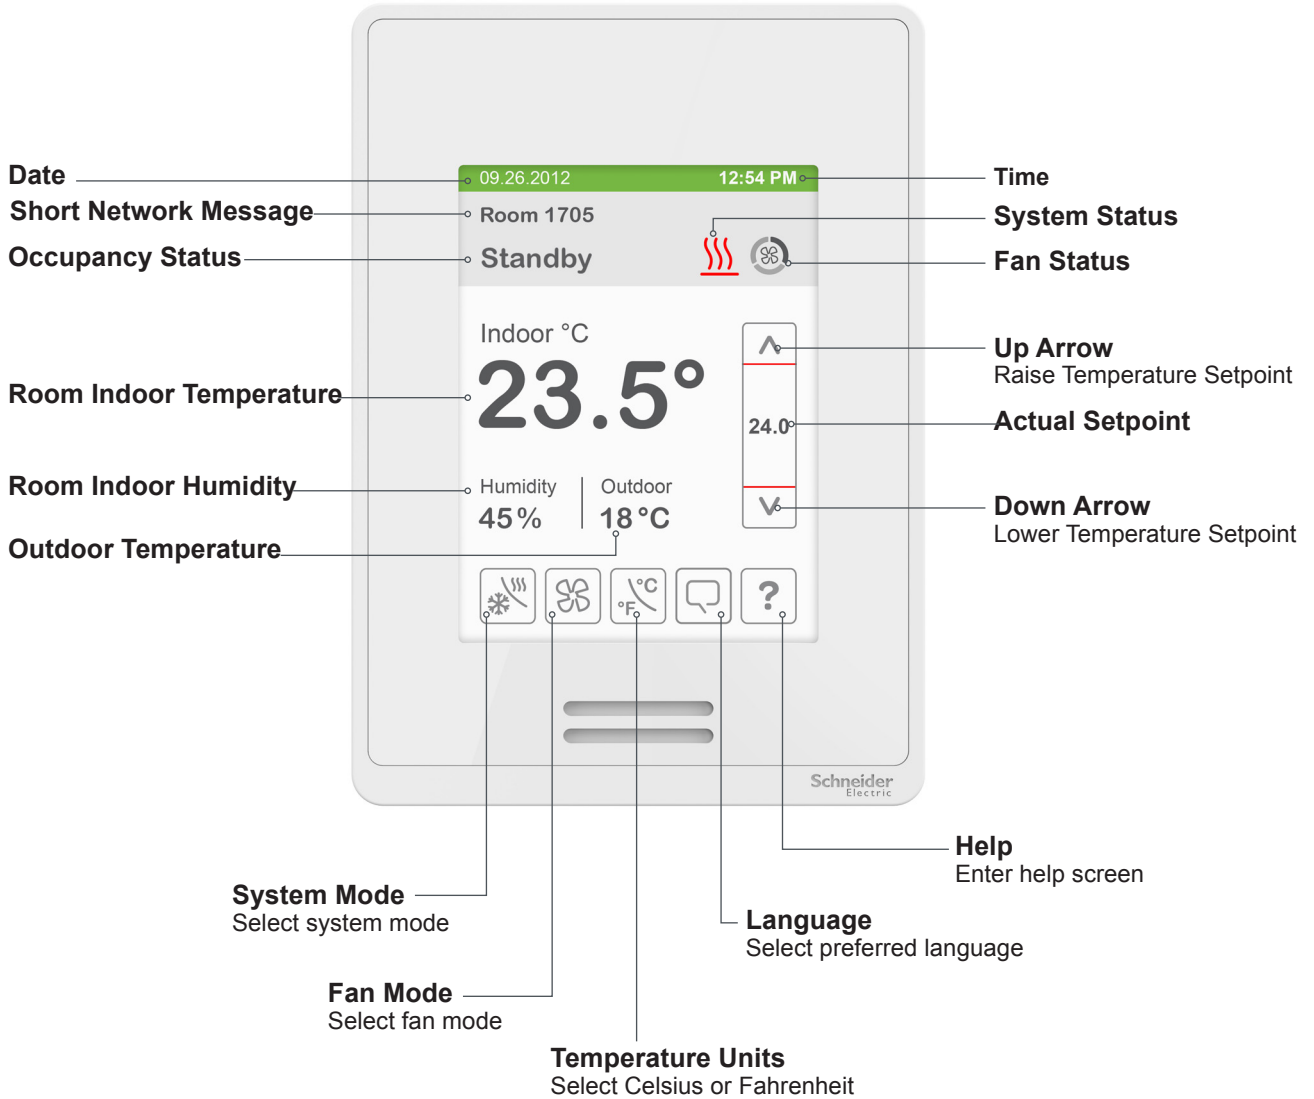 Date
09.26.2012
12:54 PM
Time
Short Network Message
Room 1705
System Status
Occupancy Status
Standby
Fan Status
Indoor °C
Up Arrow
Raise Temperature Setpoint
Room Indoor Temperature
23.5°
24.0
Actual Setpoint
Room Indoor Humidity
Humidity
Outdoor
45%
18°C
Down Arrow
Lower Temperature Setpoint
Outdoor Temperature
°C
°F
?
Schneider
Electric
Help
Enter help screen
System Mode
Select system mode
Language
Select preferred language
Fan Mode
Select fan mode
Temperature Units
Select Celsius or Fahrenheit